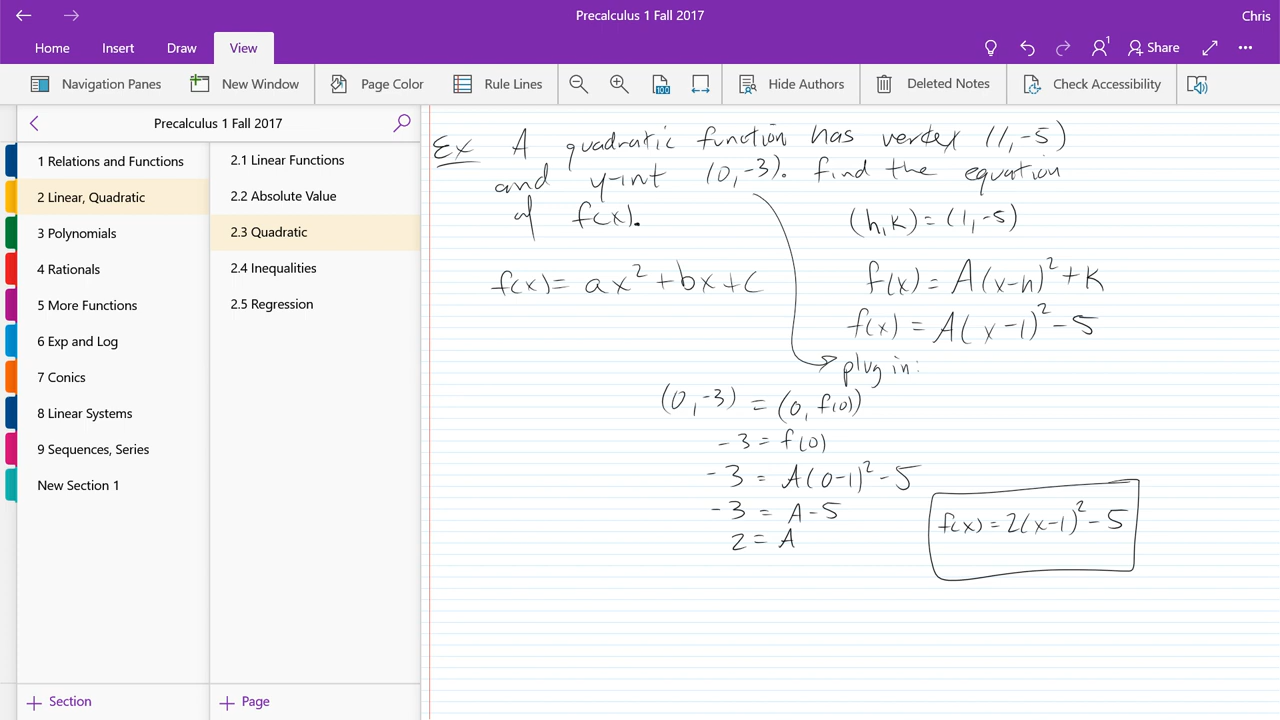 Precalculus 1 Fall 2017
Chris
Home Insert Draw View
1 Share
Navigation Panes New Window Page Color Rule Lines 100 Hide Authors Deleted Notes Check Accessibility
Precalculus 1 Fall 2017
1 Relations and Functions
2 Linear, Quadratic
3 Polynomials
4 Rationals
5 More Functions
6 Exp and Log
7 Conics
8 Linear Systems
9 Sequences, Series
New Section 1
2.1 Linear Functions
2.2 Absolute Value
2.3 Quadratic
2.4 Inequalities
2.5 Regression
+ Section
+ Page
Ex A quadratic function has vertex (1,-5)
and y-int (0,-3). Find the equation
of f(x).
(h,k) = (1,-5)
f(x) = ax² + bx + c
f(x) = A(x-h)² + k
f(x) = A(x-1)² - 5
plug in:
(0,-3) = (0, f(0))
-3 = f(0)
-3 = A(0-1)² - 5
-3 = A - 5
2 = A
f(x) = 2(x-1)² - 5